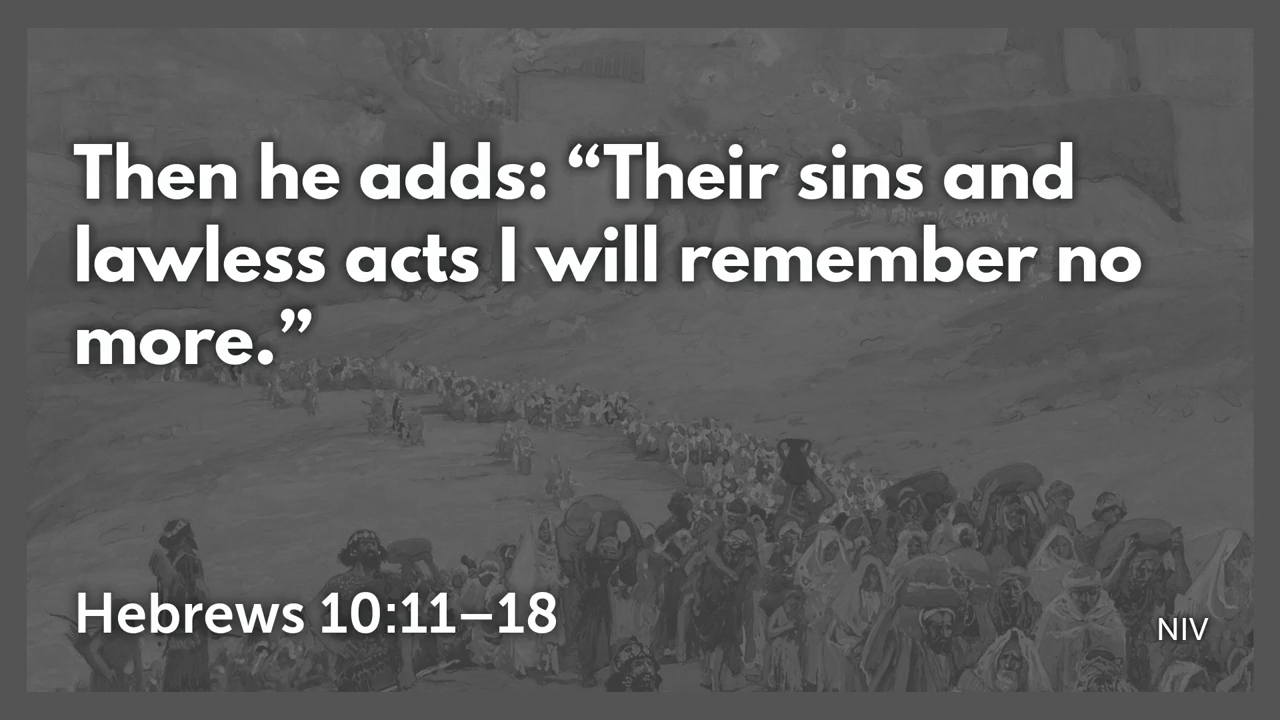 Then he adds: “Their sins and
lawless acts I will remember no
more.”
Hebrews 10:11–18
NIV